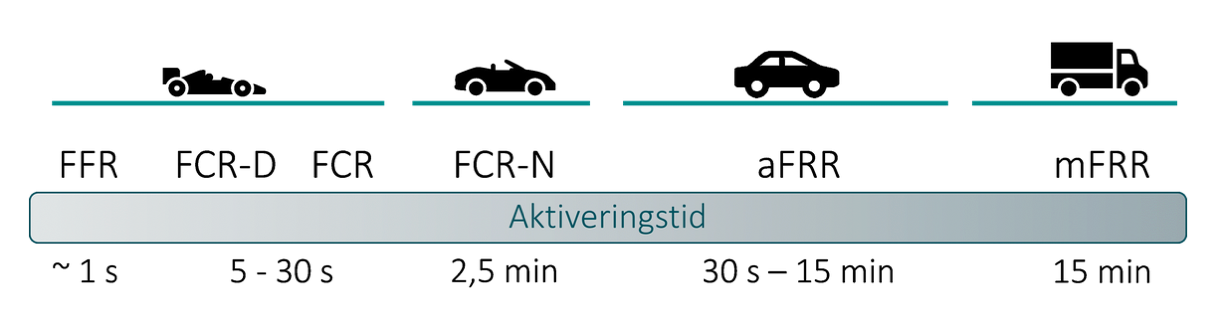 FFR FCR-D FCR FCR-N aFRR mFRR
Aktiveringstid
~ 1 s 5 - 30 s 2,5 min 30 s – 15 min 15 min